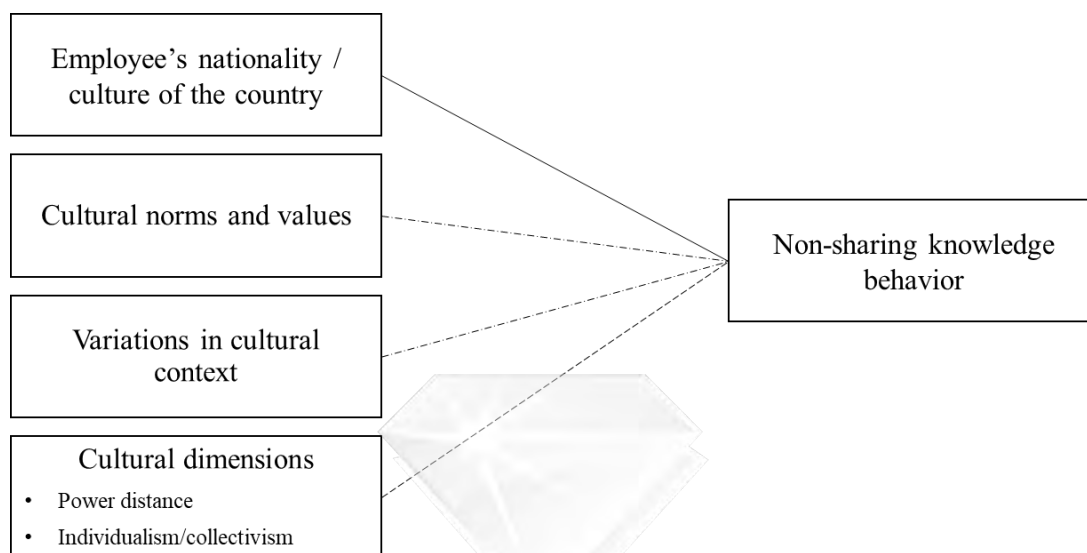 Employee’s nationality /
culture of the country
Cultural norms and values
Variations in cultural
context
Cultural dimensions
• Power distance
• Individualism/collectivism
Non-sharing knowledge
behavior